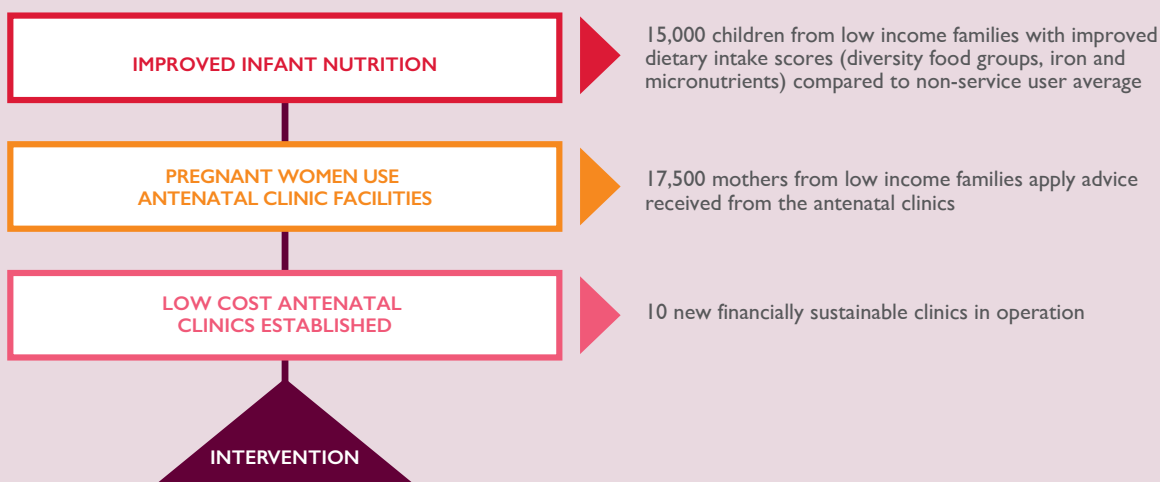 IMPROVED INFANT NUTRITION
15,000 children from low income families with improved
dietary intake scores (diversity food groups, iron and
micronutrients) compared to non-service user average
PREGNANT WOMEN USE
ANTENATAL CLINIC FACILITIES
17,500 mothers from low income families apply advice
received from the antenatal clinics
LOW COST ANTENATAL
CLINICS ESTABLISHED
10 new financially sustainable clinics in operation
INTERVENTION